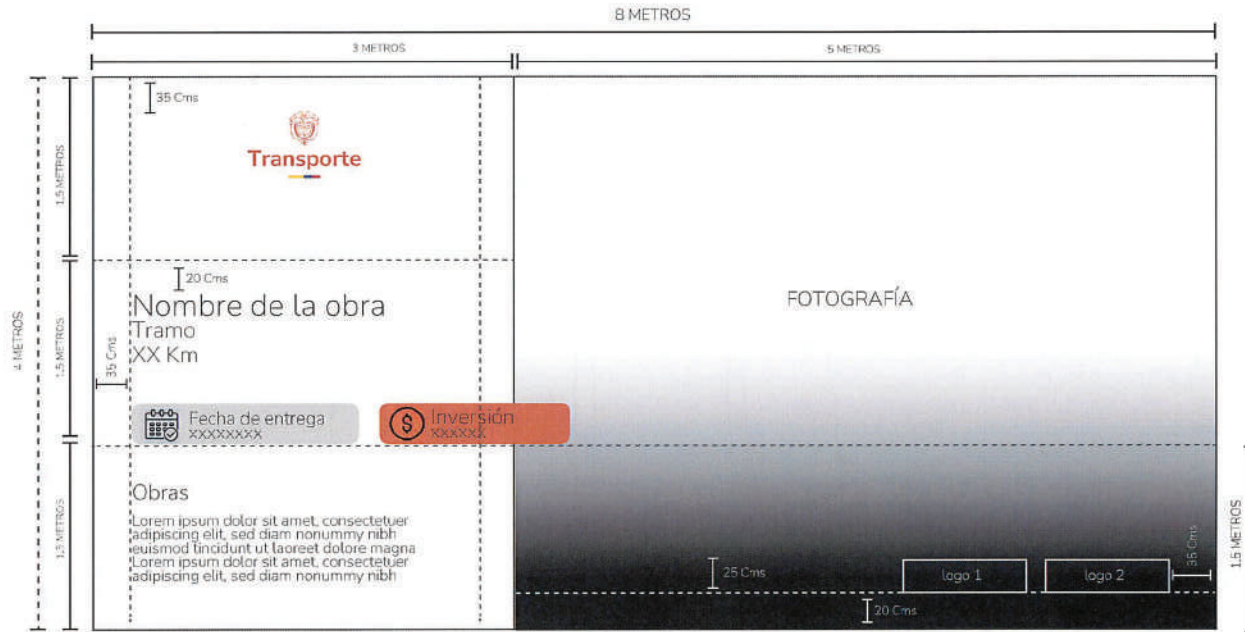 8 METROS
3 METROS
5 METROS
35 Cms
Transporte
1.5 METROS
4 METROS
20 Cms
Nombre de la obra
Tramo
XX Km
1.5 METROS
35 Cms
Fecha de entrega
xxxxxxxx
$
Inversión
xxxxxx
FOTOGRAFÍA
Obras
Lorem ipsum dolor sit amet, consectetuer
adipiscing elit, sed diam nonummy nibh
euismod tincidunt ut laoreet dolore magna
Lorem ipsum dolor sit amet, consectetuer
adipiscing elit, sed diam nonummy nibh
1.5 METROS
25 Cms
logo 1
logo 2
35 Cms
1.5 METROS
20 Cms